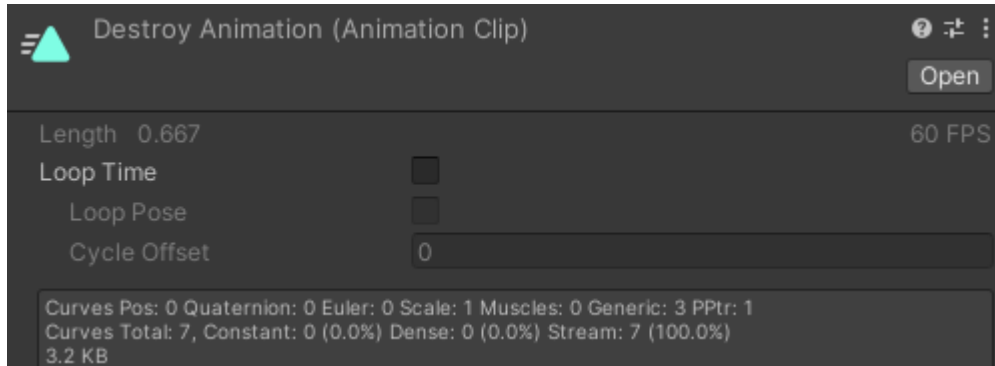 Destroy Animation (Animation Clip)
Open
Length 0.667 60 FPS
Loop Time
Loop Pose
Cycle Offset 0
Curves Pos: 0 Quaternion: 0 Euler: 0 Scale: 1 Muscles: 0 Generic: 3 PPtr: 1
Curves Total: 7, Constant: 0 (0.0%) Dense: 0 (0.0%) Stream: 7 (100.0%)
3.2 KB